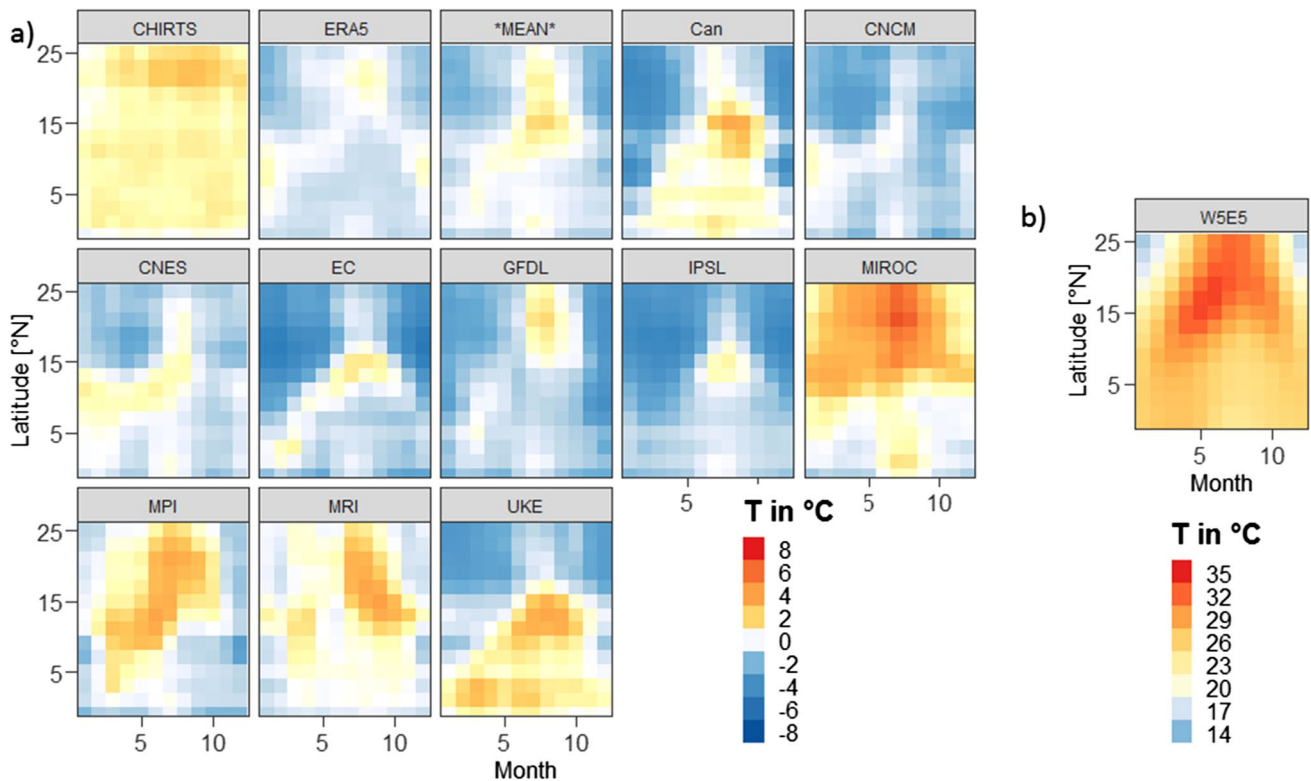 a)
CHIRTS ERA5 *MEAN* Can CNCM
25
15
5
b)
W5E5
25
15
5
Latitude [°N]
5 10
Month
CNES EC GFDL IPSL MIROC
25
15
5
Latitude [°N]
5 5 10
MPI MRI UKE
25
15
5
5 10 5 10 5 10
Month
T in °C
8
6
4
2
0
-2
-4
-6
-8
T in °C
35
32
29
26
23
20
17
14